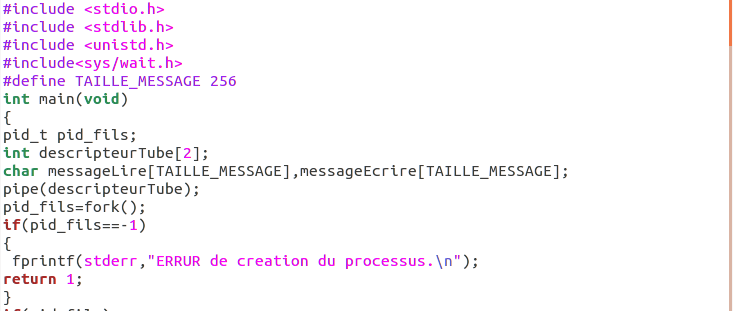 #include <stdio.h>
#include <stdlib.h>
#include <unistd.h>
#include<sys/wait.h>
#define TAILLE_MESSAGE 256
int main(void)
{
pid_t pid_fils;
int descripteurTube[2];
char messageLire[TAILLE_MESSAGE],messageEcrire[TAILLE_MESSAGE];
pipe(descripteurTube);
pid_fils=fork();
if(pid_fils==-1)
{
 fprintf(stderr,"ERRUR de creation du processus.\n");
return 1;
}